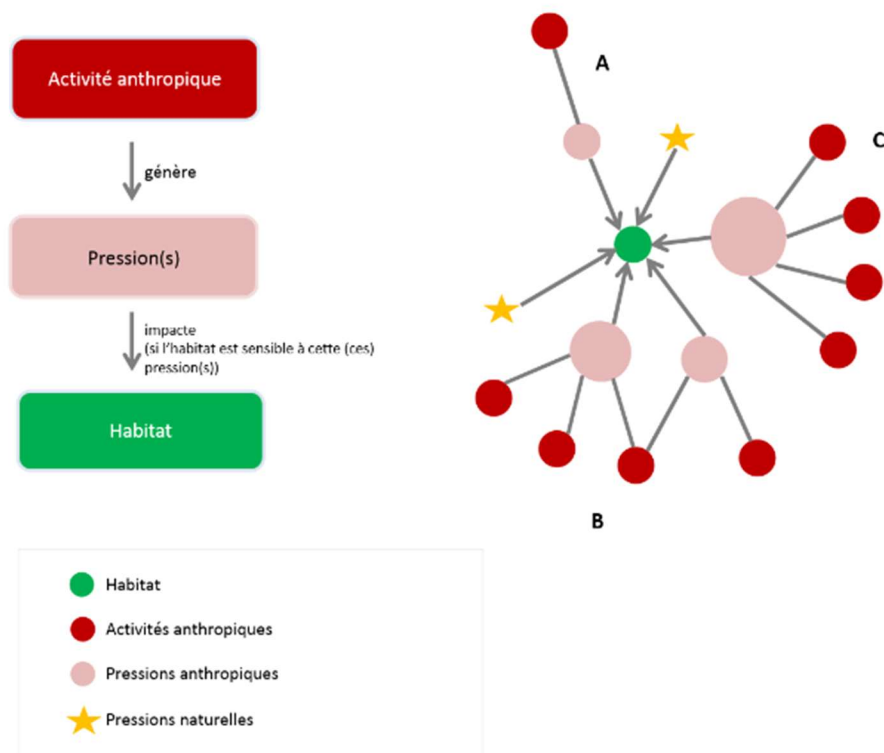 Activité anthropique
génère
Pression(s)
impacte
(si l'habitat est sensible à cette (ces)
pression(s))
Habitat
A
C
B
Habitat
Activités anthropiques
Pressions anthropiques
Pressions naturelles